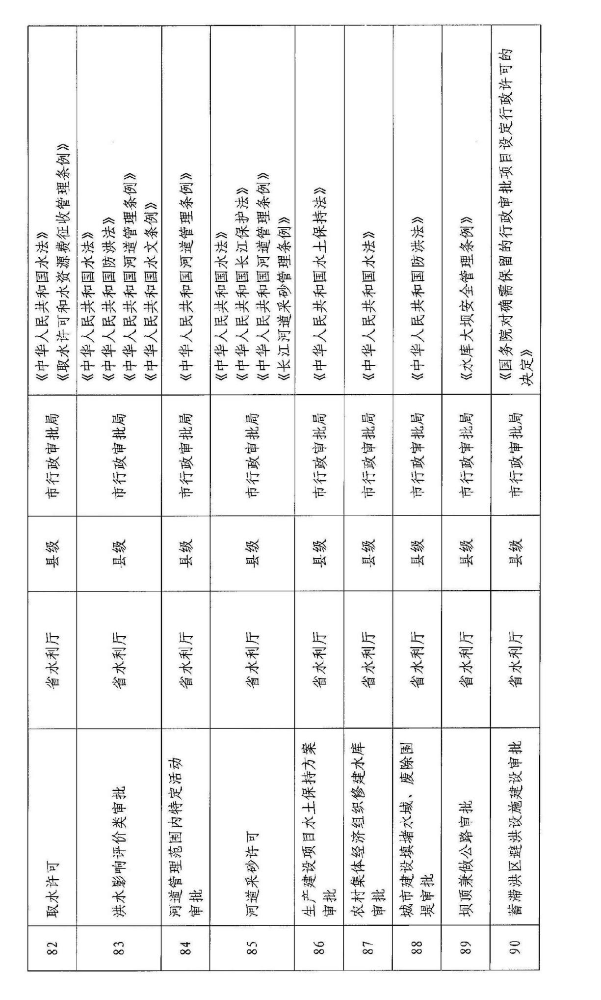 82
取水许可
省水利厅
县级
市行政审批局
《中华人民共和国水法》
《取水许可和水资源费征收管理条例》
83
洪水影响评价类审批
省水利厅
县级
市行政审批局
《中华人民共和国水法》
《中华人民共和国防洪法》
《中华人民共和国河道管理条例》
《中华人民共和国水文条例》
84
河道管理范围内特定活动
审批
省水利厅
县级
市行政审批局
《中华人民共和国河道管理条例》
85
河道采砂许可
省水利厅
县级
市行政审批局
《中华人民共和国水法》
《中华人民共和国长江保护法》
《中华人民共和国河道管理条例》
《长江河道采砂管理条例》
86
生产建设项目水土保持方案
审批
省水利厅
县级
市行政审批局
《中华人民共和国水土保持法》
87
农村集体经济组织修建水库
审批
省水利厅
县级
市行政审批局
《中华人民共和国水法》
88
城市建设填堵水域、废除围
堤审批
省水利厅
县级
市行政审批局
《中华人民共和国防洪法》
89
坝顶兼做公路审批
省水利厅
县级
市行政审批局
《水库大坝安全管理条例》
90
蓄滞洪区避洪设施建设审批
省水利厅
县级
市行政审批局
《国务院对确需保留的行政审批项目设定行政许可的
决定》